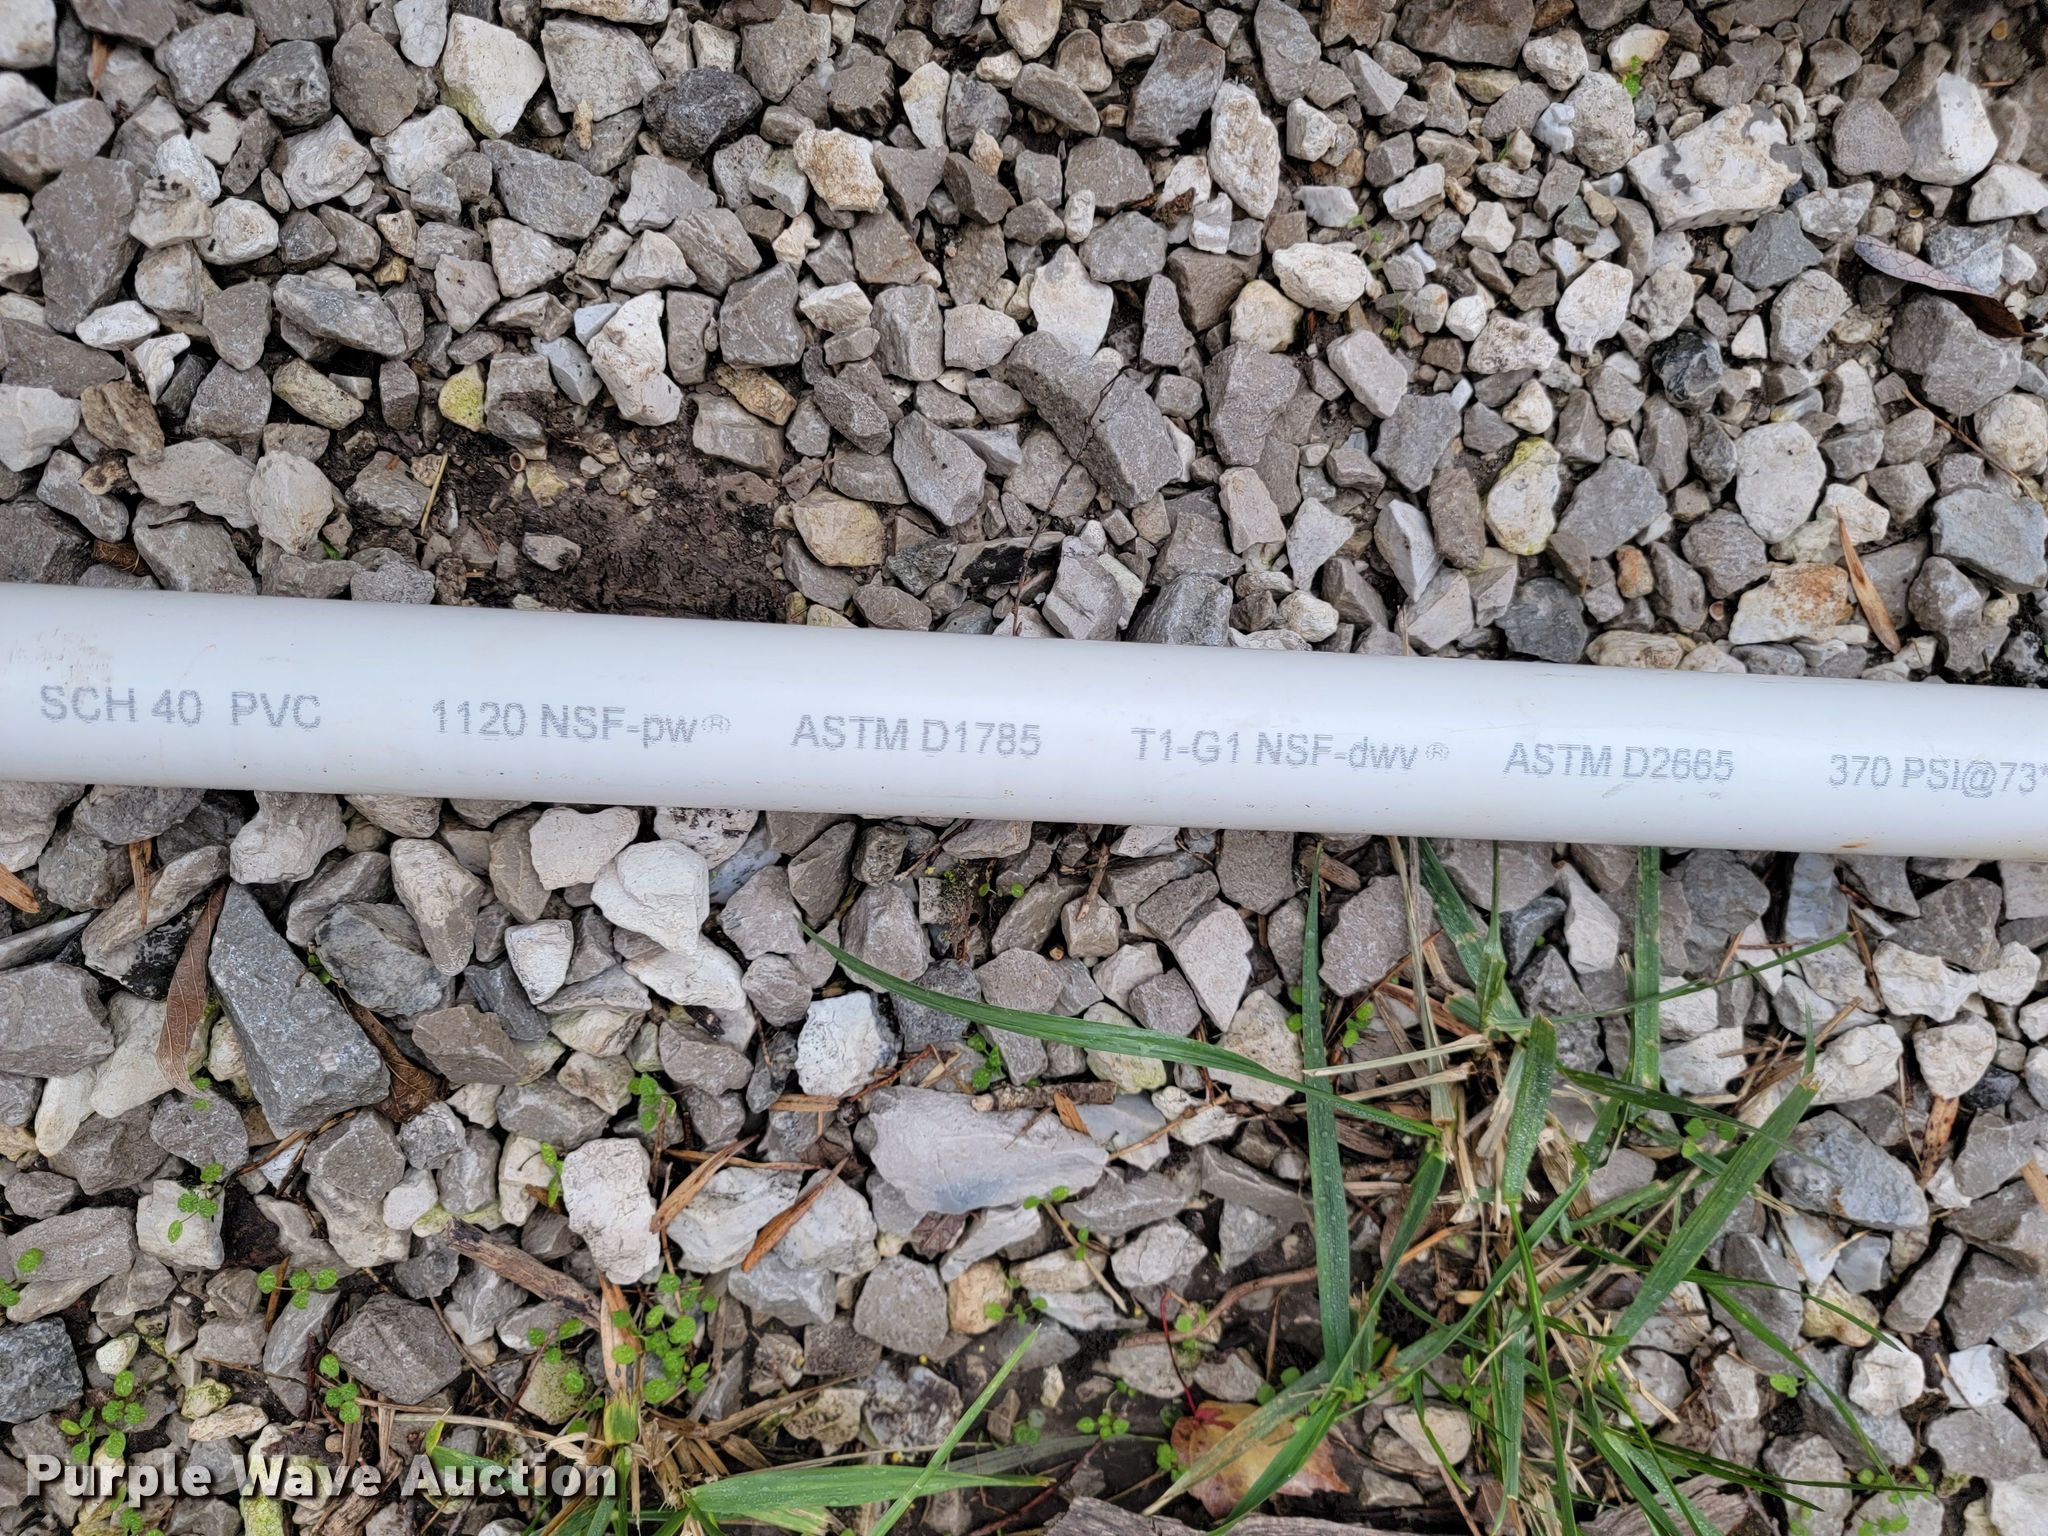 SCH 40 PVC 1120 NSF-pw® ASTM D1785 T1-G1 NSF-dwv® ASTM D2665 370 PSI@73°
Purple Wave Auction